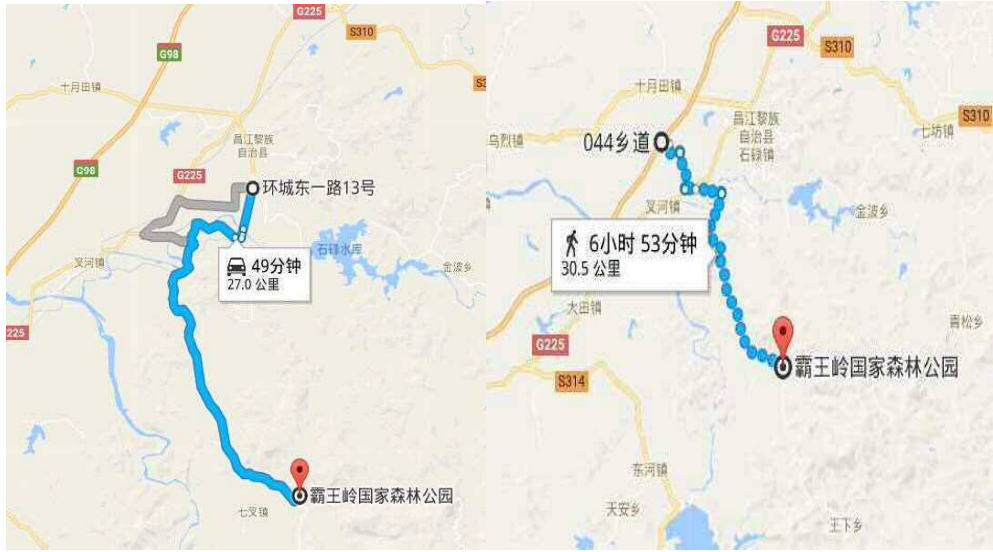 G225
S310
G98
S3
十月田镇
昌江黎族
自治县
G98
G225
环城东一路13号
石碌水库
叉河镇
金波乡
49分钟
27.0 公里
225
霸王岭国家森林公园
七叉镇
G225
S310
十月田镇
S310
乌烈镇
044乡道
昌江黎族
自治县
石碌镇
七坊镇
叉河镇
金波乡
6小时 53分钟
30.5 公里
大田镇
青松乡
G225
霸王岭国家森林公园
S314
东河镇
天安乡
王下乡